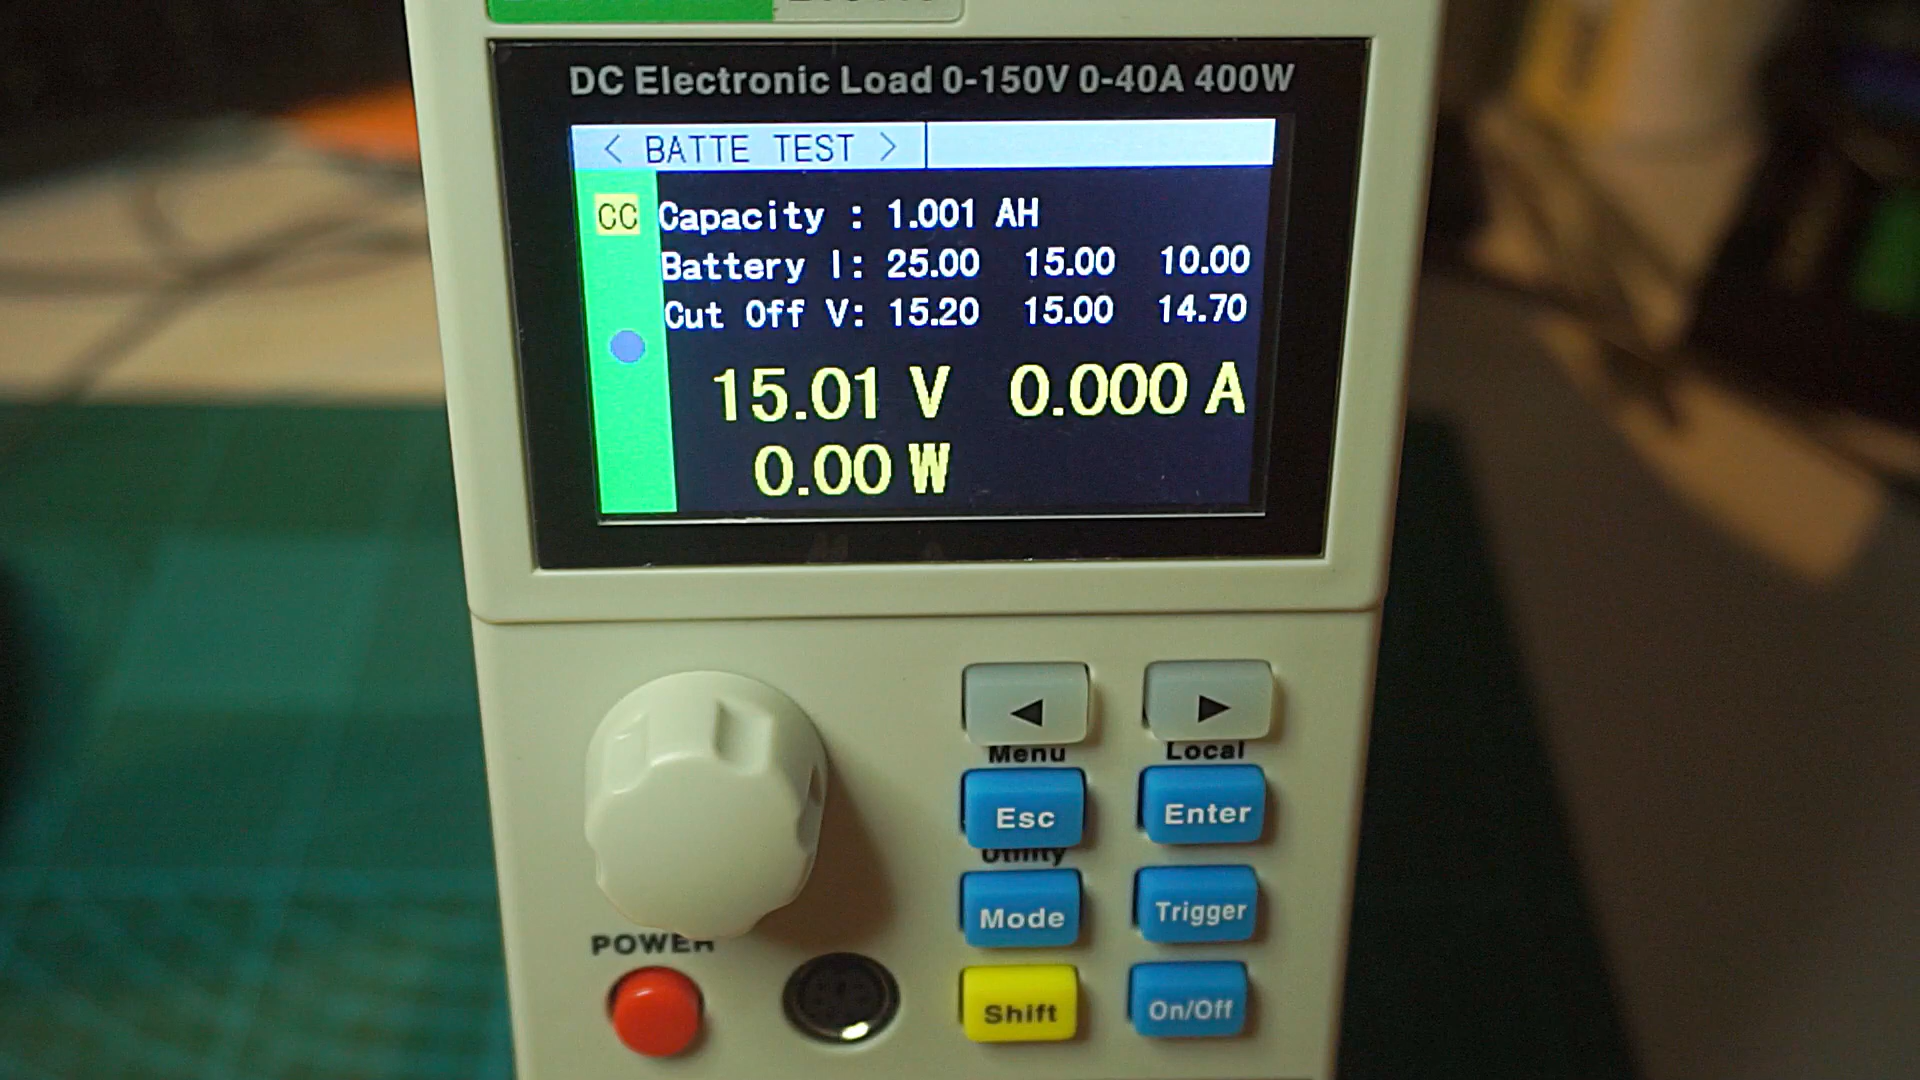 DC Electronic Load 0-150V 0-40A 400W
< BATTE TEST >
CC
Capacity : 1.001 AH
Battery I: 25.00 15.00 10.00
Cut Off V: 15.20 15.00 14.70
15.01 V 0.000 A
0.00 W
◀ ▶
Menu Local
Esc Enter
Utility
Mode Trigger
POWER
Shift On/Off